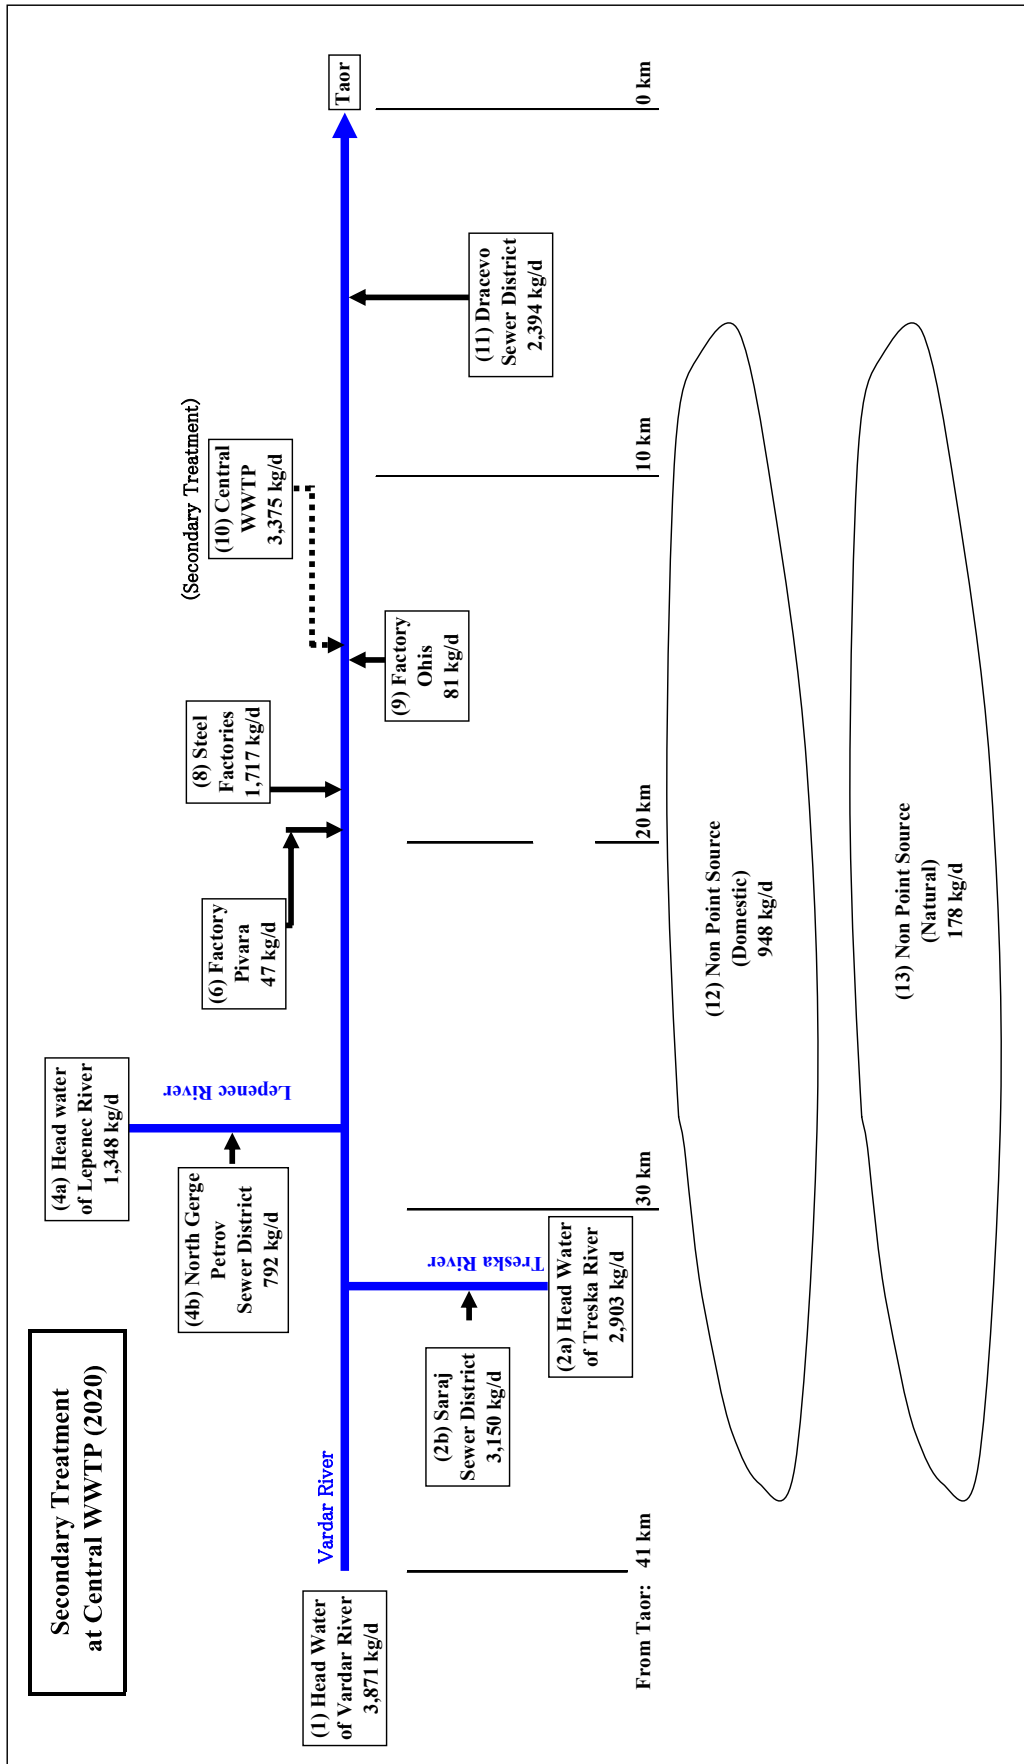 Secondary Treatment
at Central WWTP (2020)
(1) Head Water
of Vardar River
3,871 kg/d
Vardar River
(2b) Saraj
Sewer District
3,150 kg/d
(2a) Head Water
of Treska River
2,903 kg/d
Treska River
(4a) Head water
of Lepenec River
1,348 kg/d
(4b) North Gerge
Petrov
Sewer District
792 kg/d
Lepenec River
(6) Factory
Pivara
47 kg/d
(8) Steel
Factories
1,717 kg/d
(9) Factory
Ohis
81 kg/d
(Secondary Treatment)
(10) Central
WWTP
3,375 kg/d
(11) Dracevo
Sewer District
2,394 kg/d
Taor
From Taor: 41 km
30 km
20 km
10 km
0 km
(12) Non Point Source
(Domestic)
948 kg/d
(13) Non Point Source
(Natural)
178 kg/d